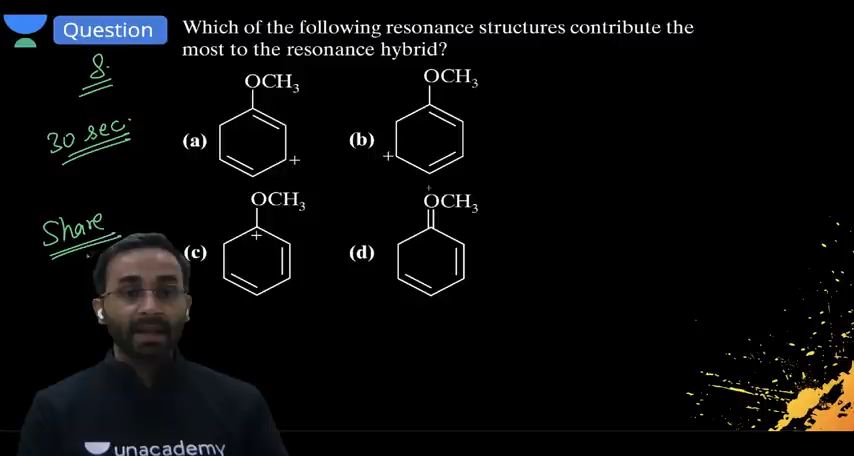 Question
Which of the following resonance structures contribute the
most to the resonance hybrid?
8.
30 sec.
Share
OCH₃
(a)
+
OCH₃
(b)
+
OCH₃
(c)
+
+
OCH₃
(d)
unacademy